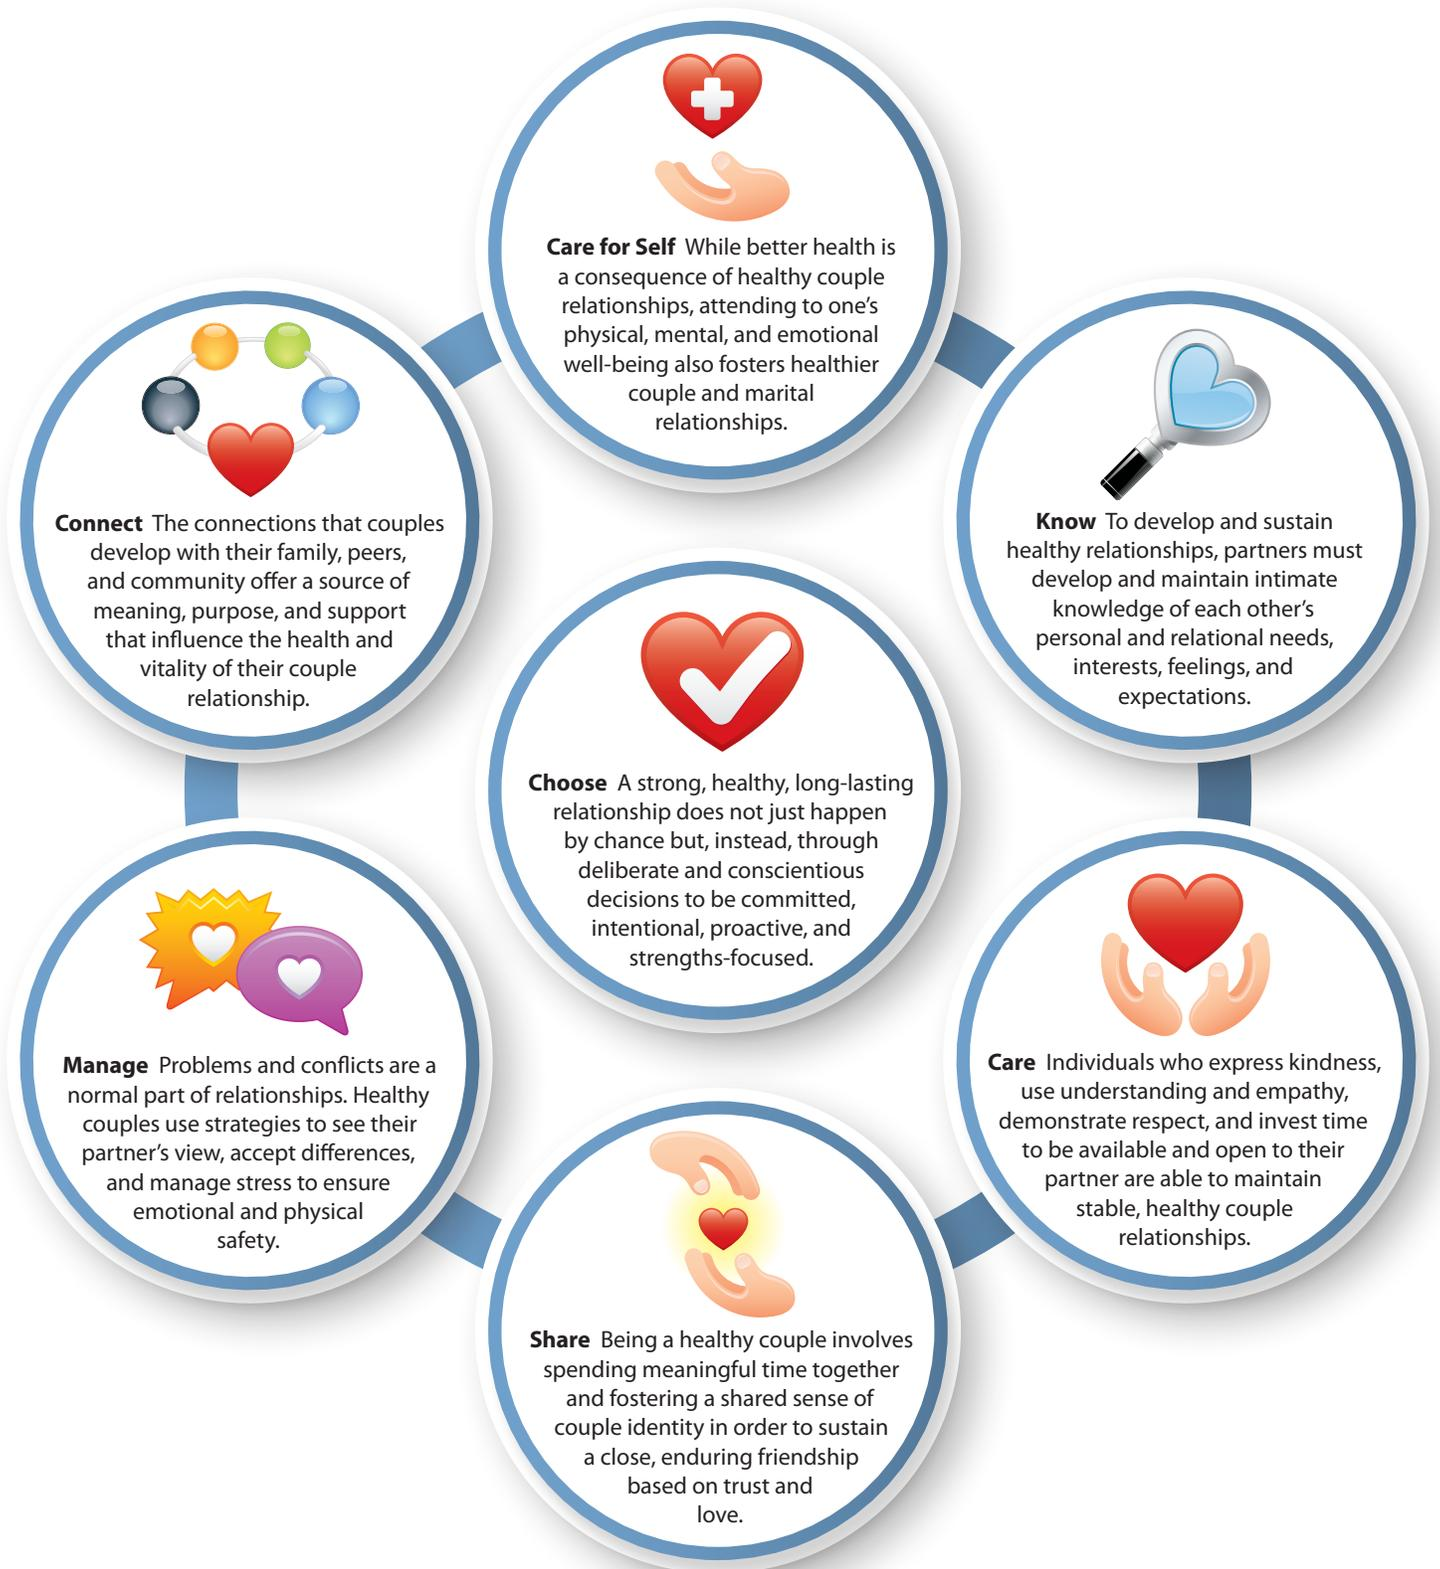 Care for Self While better health is
a consequence of healthy couple
relationships, attending to one’s
physical, mental, and emotional
well-being also fosters healthier
couple and marital
relationships.
Connect The connections that couples
develop with their family, peers,
and community offer a source of
meaning, purpose, and support
that influence the health and
vitality of their couple
relationship.
Know To develop and sustain
healthy relationships, partners must
develop and maintain intimate
knowledge of each other’s
personal and relational needs,
interests, feelings, and
expectations.
Choose A strong, healthy, long-lasting
relationship does not just happen
by chance but, instead, through
deliberate and conscientious
decisions to be committed,
intentional, proactive, and
strengths-focused.
Manage Problems and conflicts are a
normal part of relationships. Healthy
couples use strategies to see their
partner’s view, accept differences,
and manage stress to ensure
emotional and physical
safety.
Care Individuals who express kindness,
use understanding and empathy,
demonstrate respect, and invest time
to be available and open to their
partner are able to maintain
stable, healthy couple
relationships.
Share Being a healthy couple involves
spending meaningful time together
and fostering a shared sense of
couple identity in order to sustain
a close, enduring friendship
based on trust and
love.